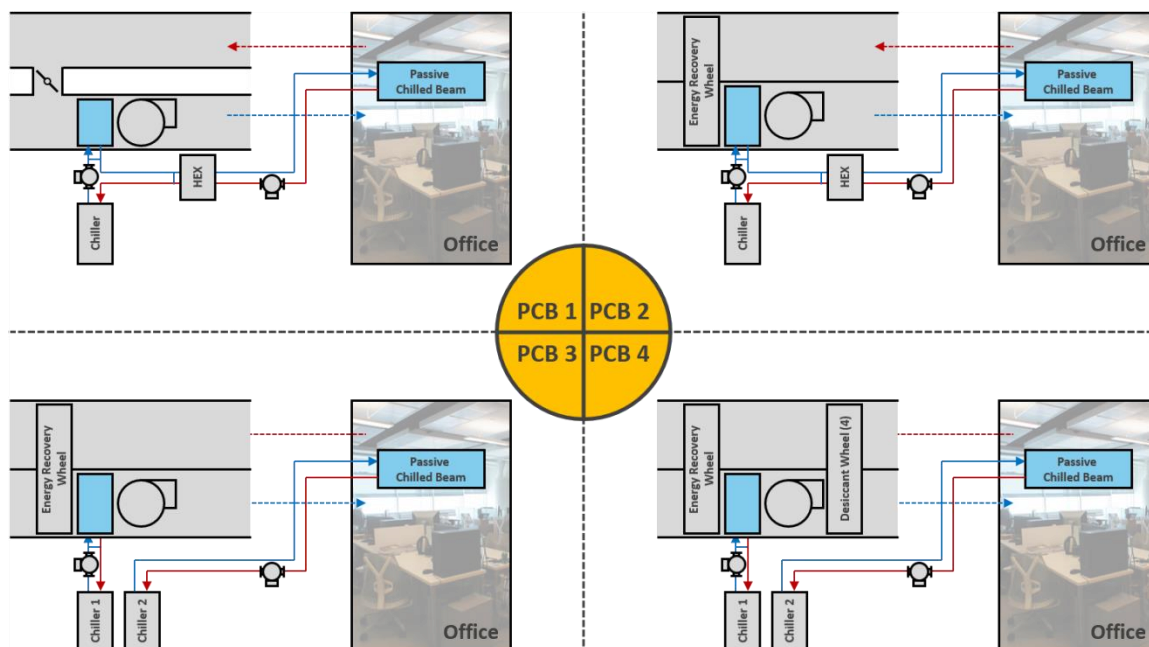 Passive
Chilled Beam
HEX
Chiller
Office
Energy Recovery
Wheel
Passive
Chilled Beam
HEX
Chiller
Office
PCB 1
PCB 2
PCB 3
PCB 4
Energy Recovery
Wheel
Passive
Chilled Beam
Chiller 1
Chiller 2
Office
Energy Recovery
Wheel
Desiccant Wheel (4)
Passive
Chilled Beam
Chiller 1
Chiller 2
Office